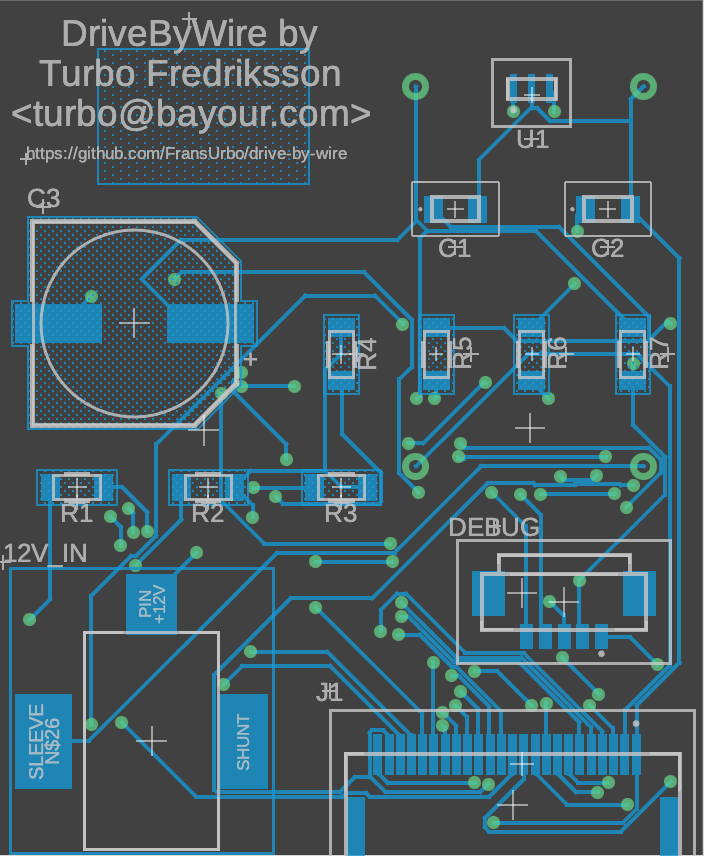 DriveByWire by
Turbo Fredriksson
<turbo@bayour.com>
https://github.com/FransUrbo/drive-by-wire
U1
C3
C1
C2
R4
R5
R6
R7
R1
R2
R3
DEBUG
12V_IN
PIN
+12V
J1
SLEEVE
N$26
SHUNT